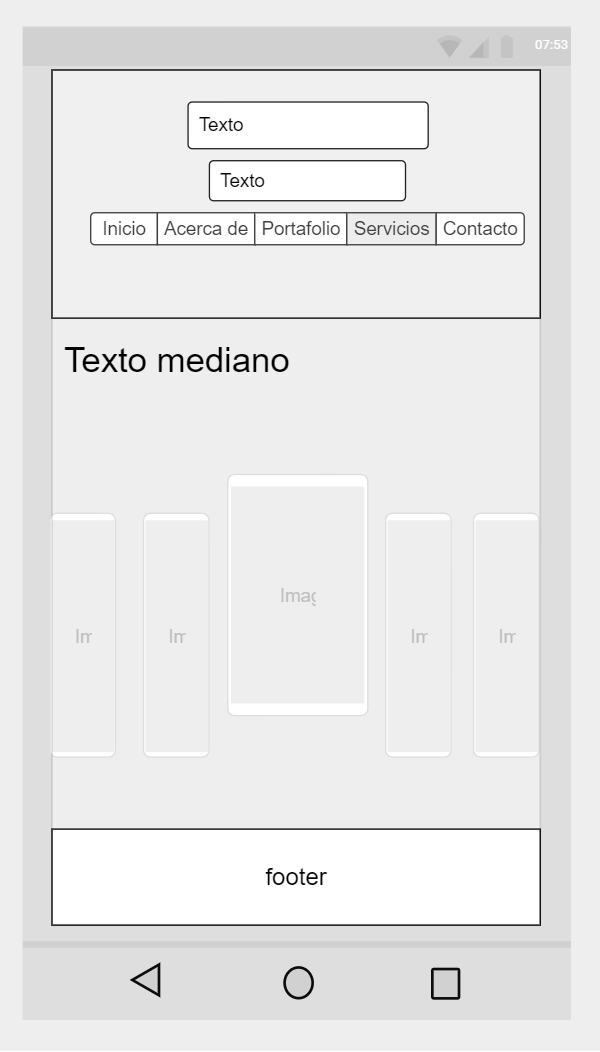 07:53
Texto
Texto
Inicio Acerca de Portafolio Servicios Contacto
Texto mediano
Imag
Im Im Im Im
footer